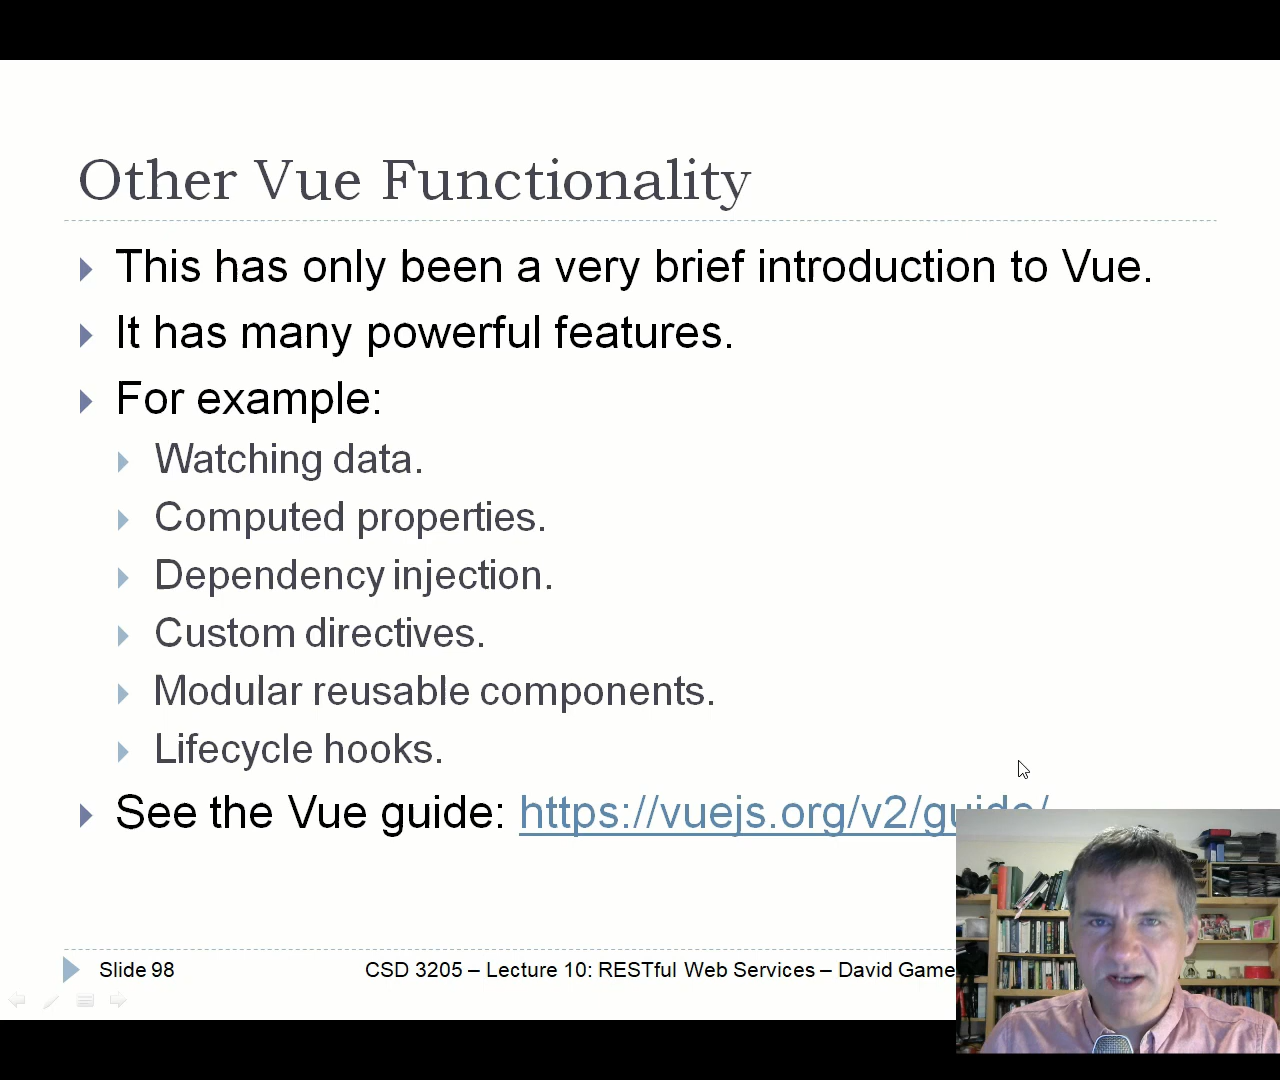 Other Vue Functionality
This has only been a very brief introduction to Vue.
It has many powerful features.
For example:
Watching data.
Computed properties.
Dependency injection.
Custom directives.
Modular reusable components.
Lifecycle hooks.
See the Vue guide: https://vuejs.org/v2/guide/
Slide 98 CSD 3205 – Lecture 10: RESTful Web Services – David Game